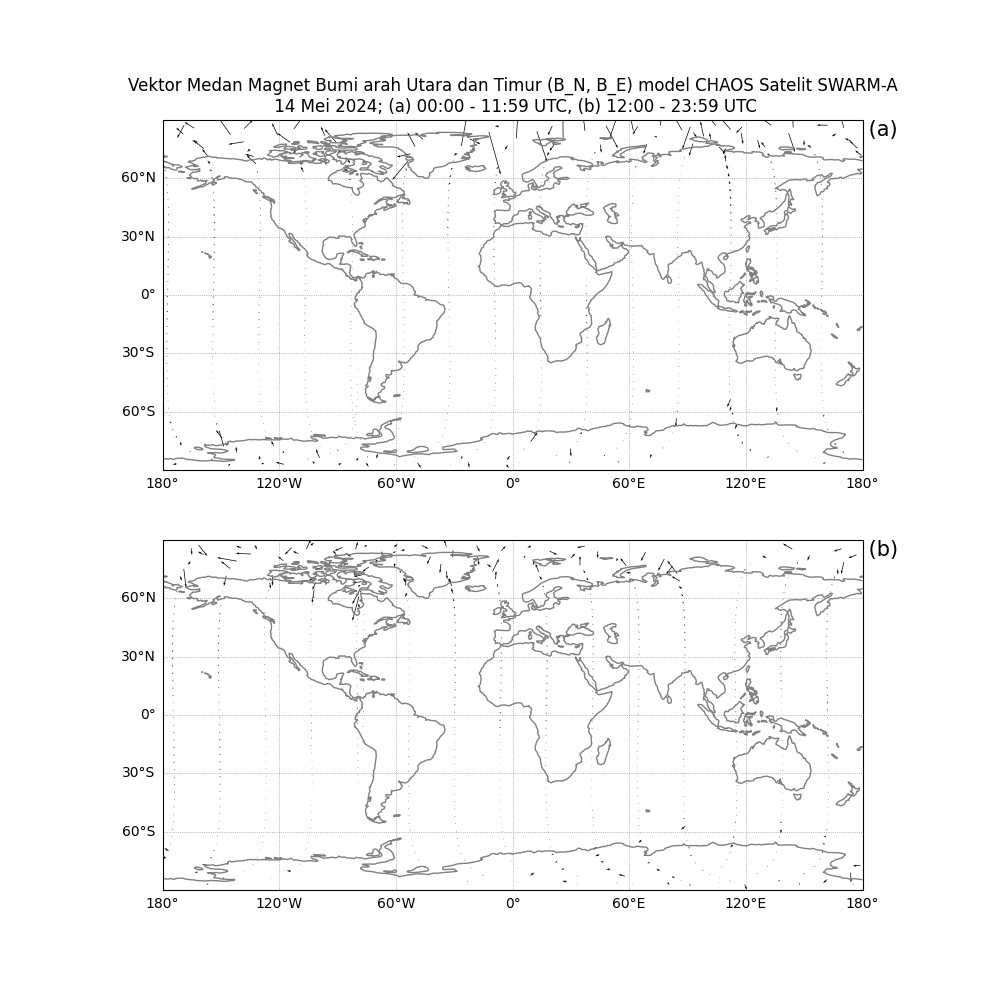 Vektor Medan Magnet Bumi arah Utara dan Timur (B_N, B_E) model CHAOS Satelit SWARM-A
14 Mei 2024; (a) 00:00 - 11:59 UTC, (b) 12:00 - 23:59 UTC
(a)
60°N
30°N
0°
30°S
60°S
180° 120°W 60°W 0° 60°E 120°E 180°
(b)
60°N
30°N
0°
30°S
60°S
180° 120°W 60°W 0° 60°E 120°E 180°